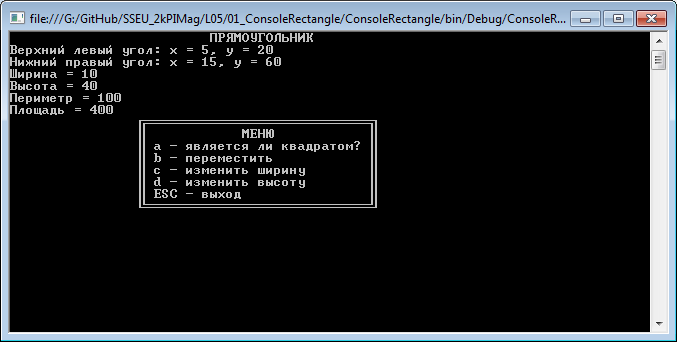 file:///G:/GitHub/SSEU_2kPIMag/L05/01_ConsoleRectangle/ConsoleRectangle/bin/Debug/ConsoleR...
ПРЯМОУГОЛЬНИК
Верхний левый угол: x = 5, y = 20
Нижний правый угол: x = 15, y = 60
Ширина = 10
Высота = 40
Периметр = 100
Площадь = 400
МЕНЮ
a - является ли квадратом?
b - переместить
c - изменить ширину
d - изменить высоту
ESC - выход